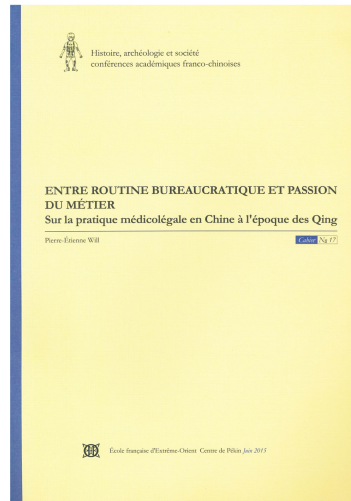 Histoire, archéologie et société
conférences académiques franco-chinoises
ENTRE ROUTINE BUREAUCRATIQUE ET PASSION
DU MÉTIER
Sur la pratique médicolégale en Chine à l'époque des Qing
Pierre-Étienne Will
Cahier No 17
École française d'Extrême-Orient Centre de Pékin Juin 2013